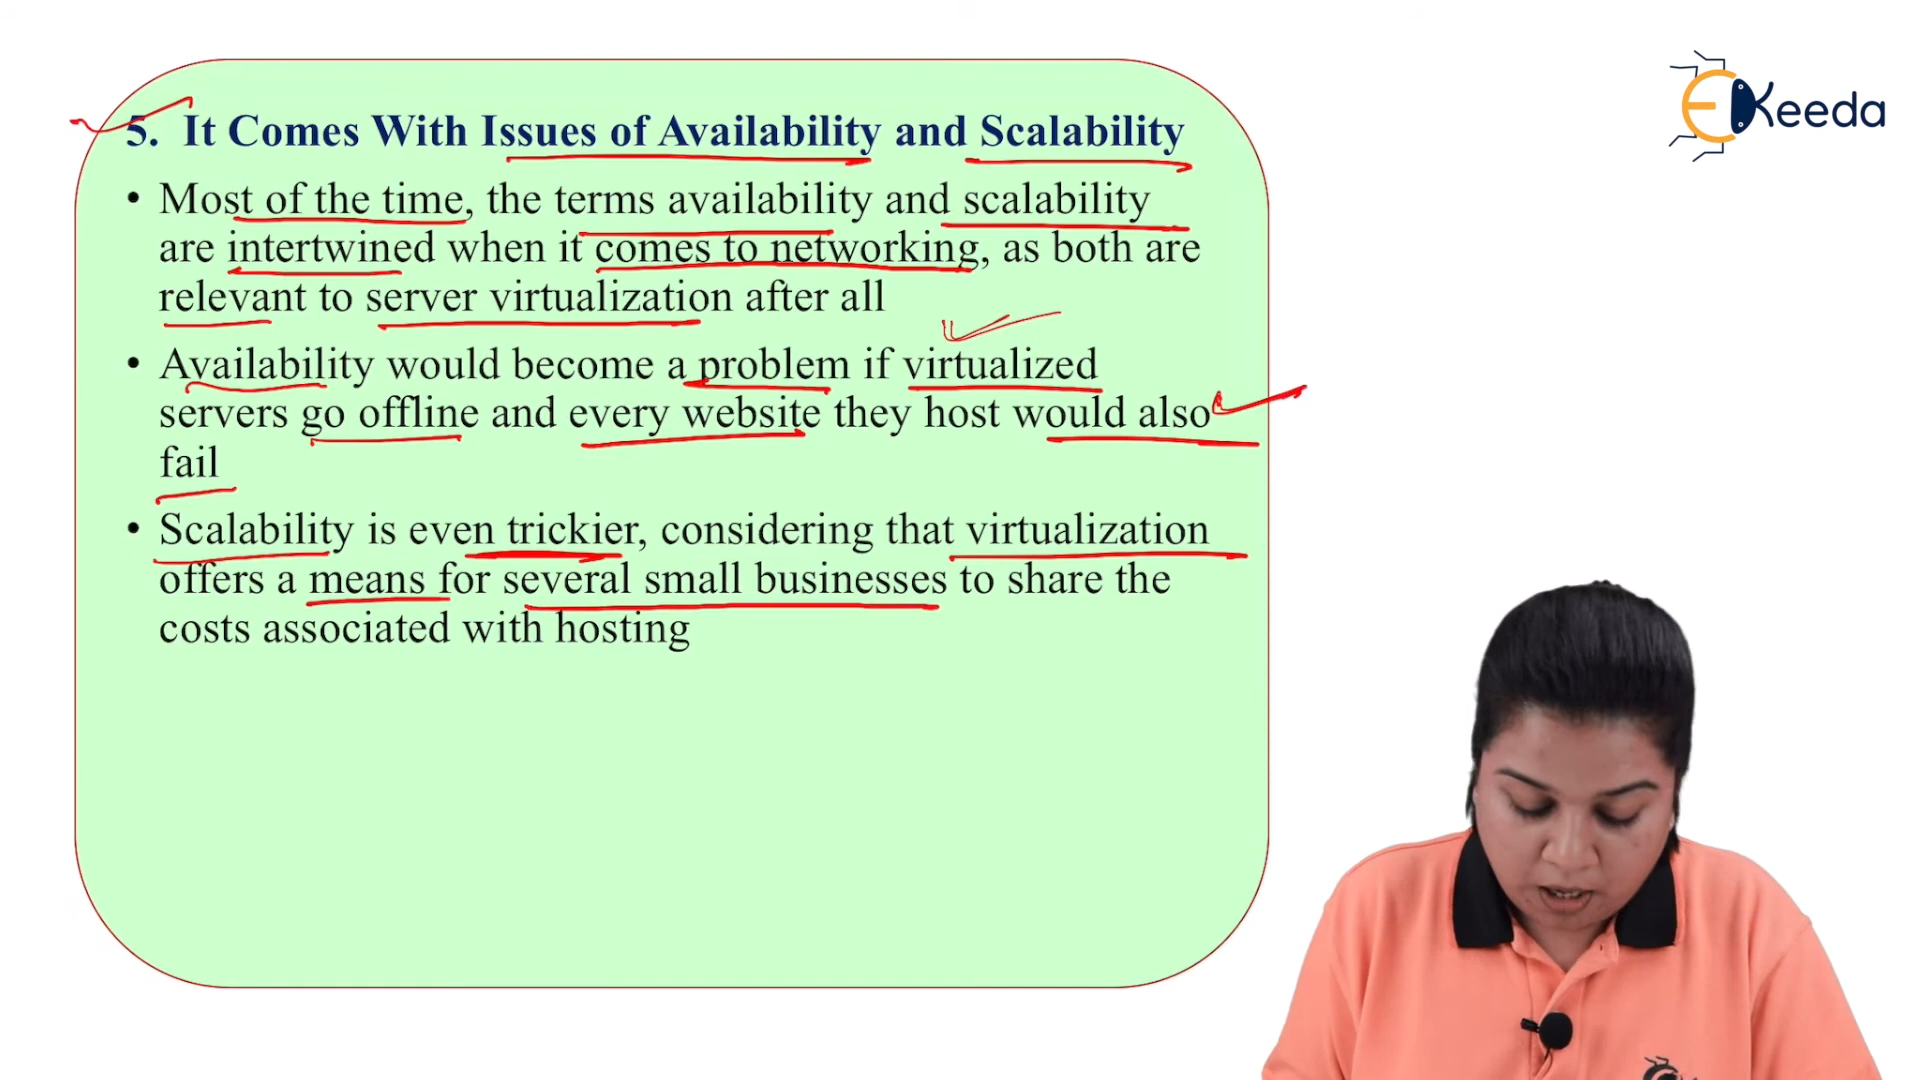 EKeeda
5. It Comes With Issues of Availability and Scalability
• Most of the time, the terms availability and scalability
are intertwined when it comes to networking, as both are
relevant to server virtualization after all
• Availability would become a problem if virtualized
servers go offline and every website they host would also
fail
• Scalability is even trickier, considering that virtualization
offers a means for several small businesses to share the
costs associated with hosting